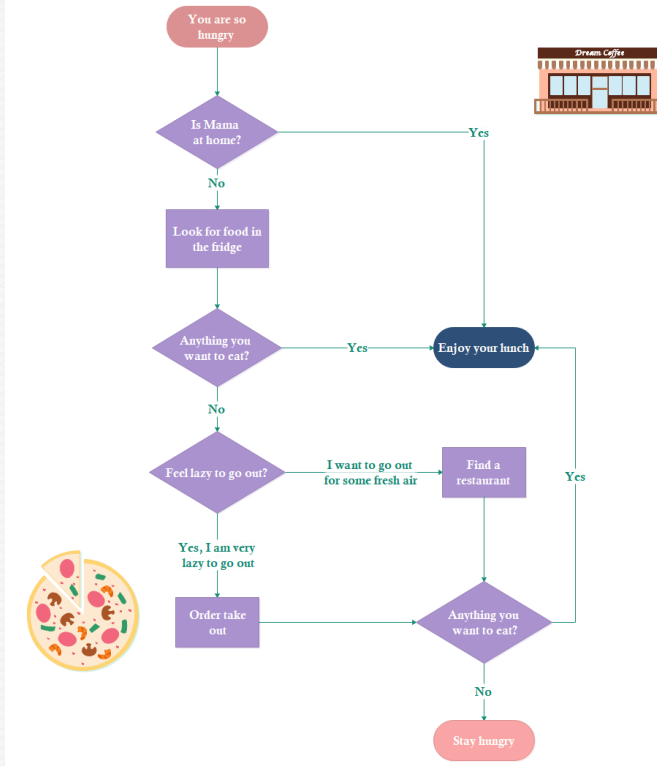 You are so
hungry
Dream Coffee
Is Mama
at home?
Yes
No
Look for food in
the fridge
Anything you
want to eat?
Yes
Enjoy your lunch
No
Feel lazy to go out?
I want to go out
for some fresh air
Find a
restaurant
Yes
Yes, I am very
lazy to go out
Order take
out
Anything you
want to eat?
No
Stay hungry